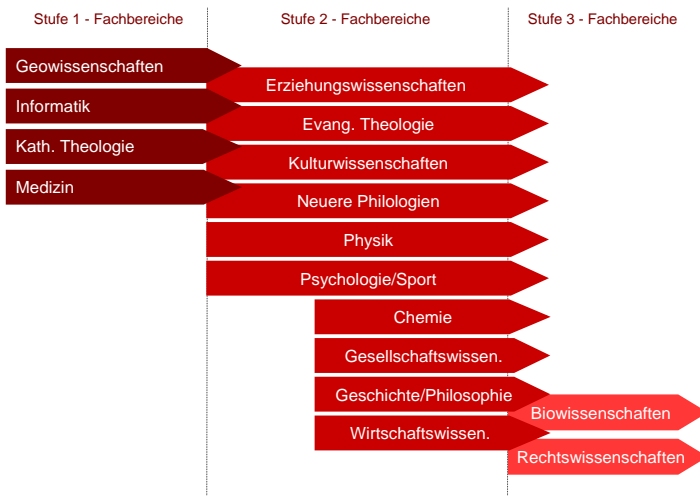 Stufe 1 - Fachbereiche
Stufe 2 - Fachbereiche
Stufe 3 - Fachbereiche
Geowissenschaften
Informatik
Kath. Theologie
Medizin
Erziehungswissenschaften
Evang. Theologie
Kulturwissenschaften
Neuere Philologien
Physik
Psychologie/Sport
Chemie
Gesellschaftswissen.
Geschichte/Philosophie
Wirtschaftswissen.
Biowissenschaften
Rechtswissenschaften